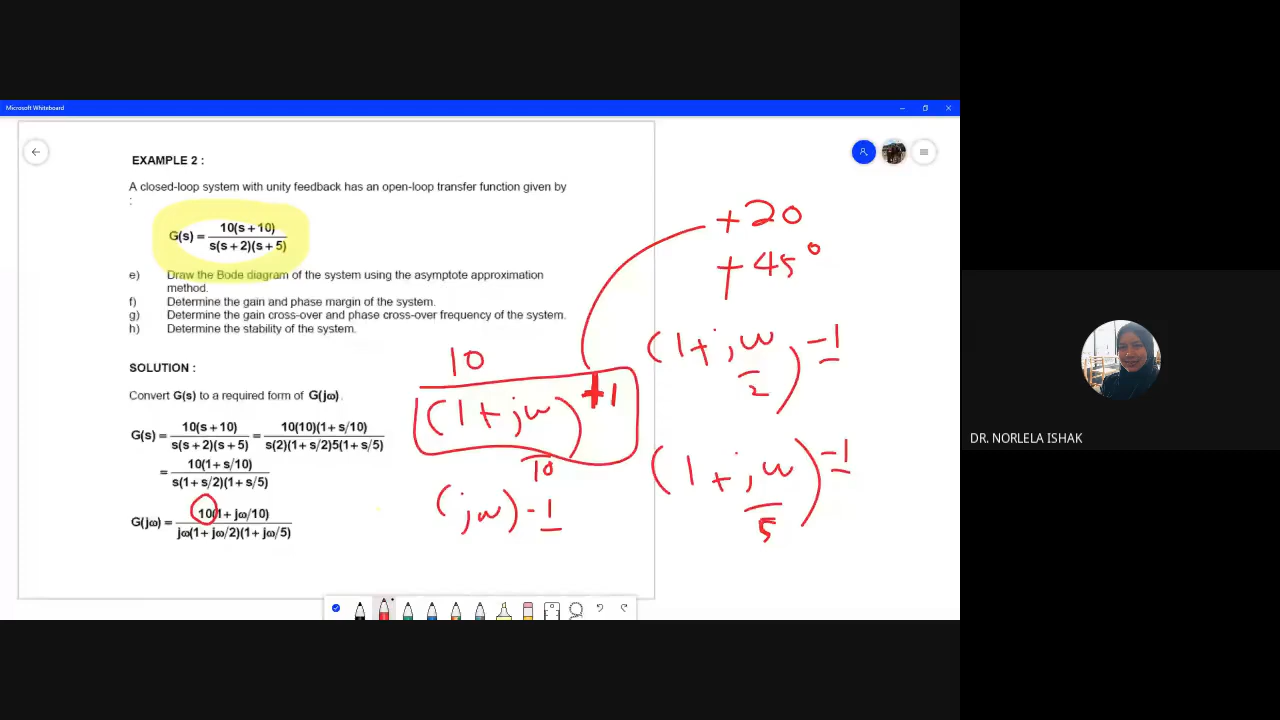 Microsoft Whiteboard
EXAMPLE 2 :
A closed-loop system with unity feedback has an open-loop transfer function given by
:
G(s) = 10(s + 10) / s(s + 2)(s + 5)
e) Draw the Bode diagram of the system using the asymptote approximation
method.
f) Determine the gain and phase margin of the system.
g) Determine the gain cross-over and phase cross-over frequency of the system.
h) Determine the stability of the system.
SOLUTION :
Convert G(s) to a required form of G(jω).
G(s) = 10(s + 10) / s(s + 2)(s + 5) = 10(10)(1 + s/10) / s(2)(1 + s/2)5(1 + s/5)
= 10(1 + s/10) / s(1 + s/2)(1 + s/5)
G(jω) = 10(1 + jω/10) / jω(1 + jω/2)(1 + jω/5)
10
(1 + jω/10)+1
(jω)-1
+20
+45°
(1 + jω/2)-1
(1 + jω/5)-1
DR. NORLELA ISHAK